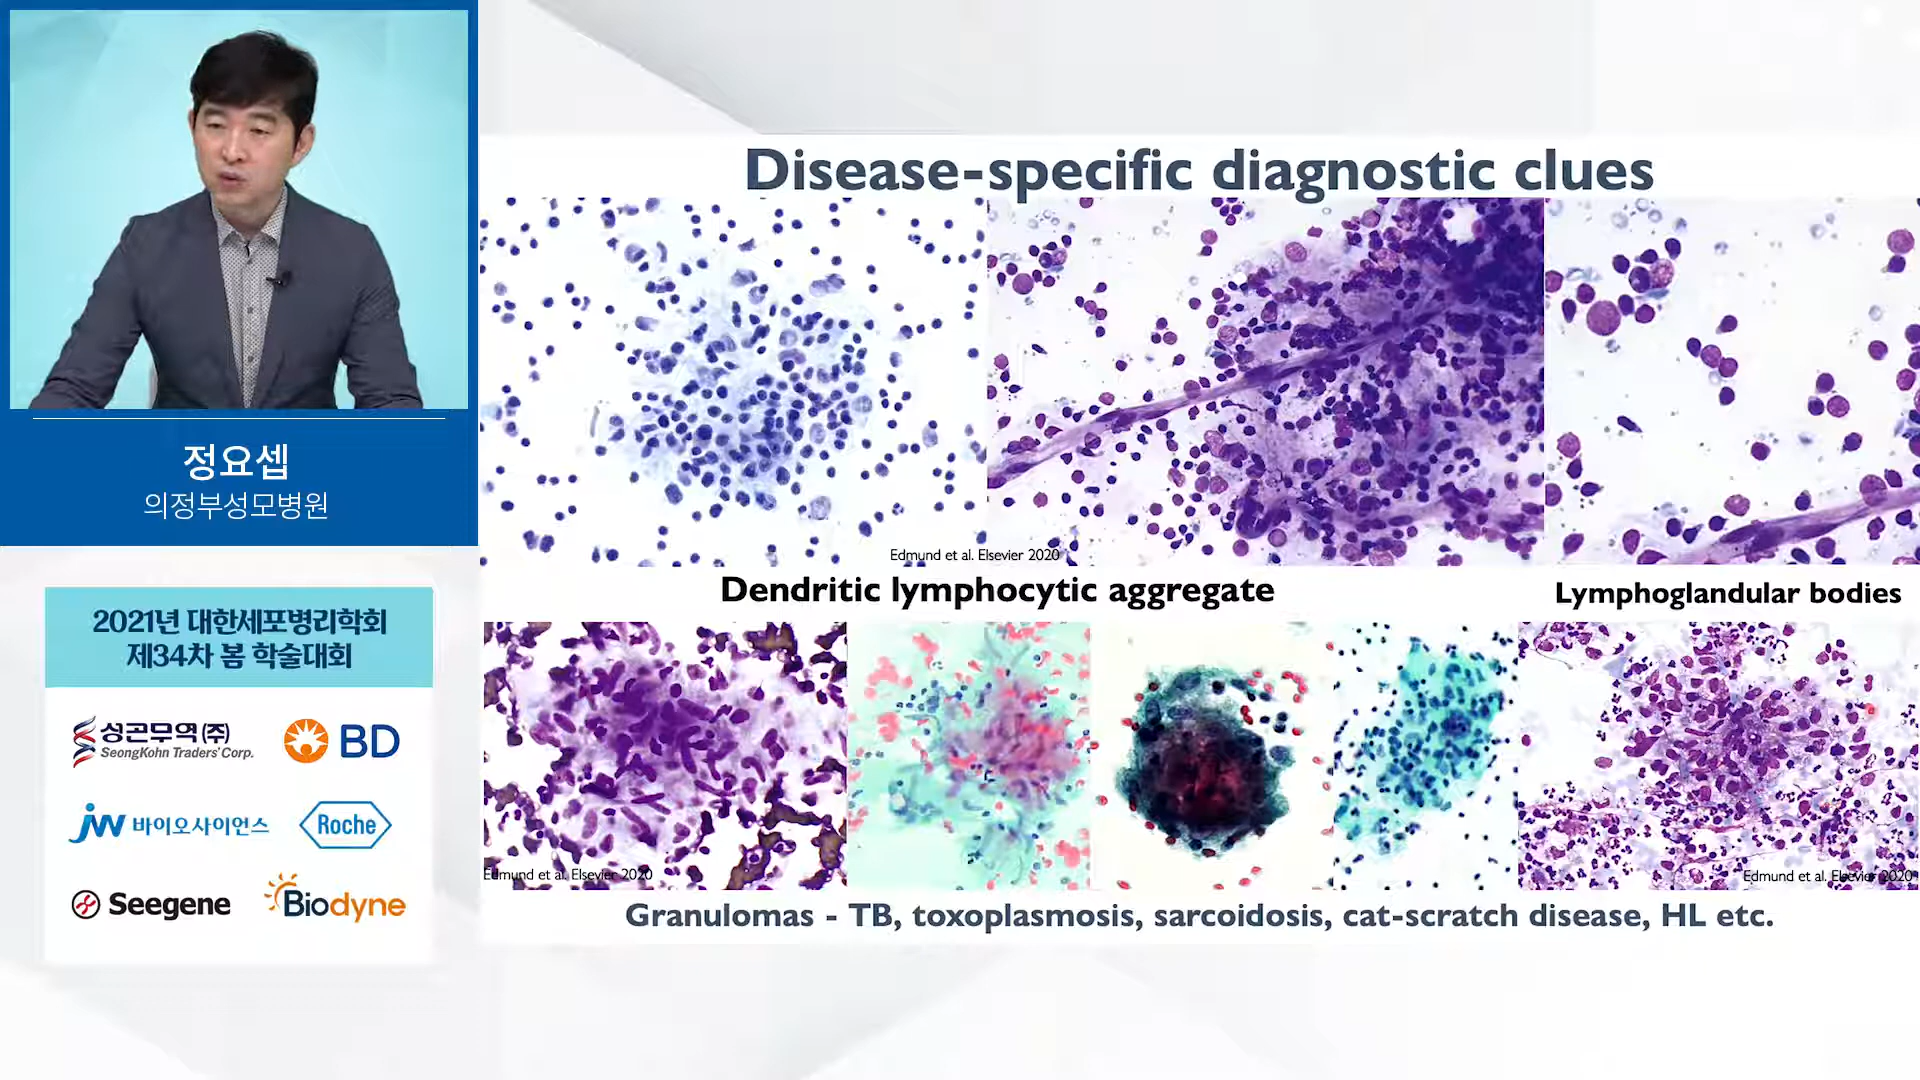 Disease-specific diagnostic clues
Edmund et al. Elsevier 2020
Dendritic lymphocytic aggregate
Lymphoglandular bodies
Edmund et al. Elsevier 2020
Edmund et al. Elsevier 2020
Granulomas - TB, toxoplasmosis, sarcoidosis, cat-scratch disease, HL etc.
정요셉
의정부성모병원
2021년 대한세포병리학회
제34차 봄 학술대회
성곤무역(주)
SeongKohn Traders' Corp.
BD
jw 바이오사이언스
Roche
Seegene
Biodyne